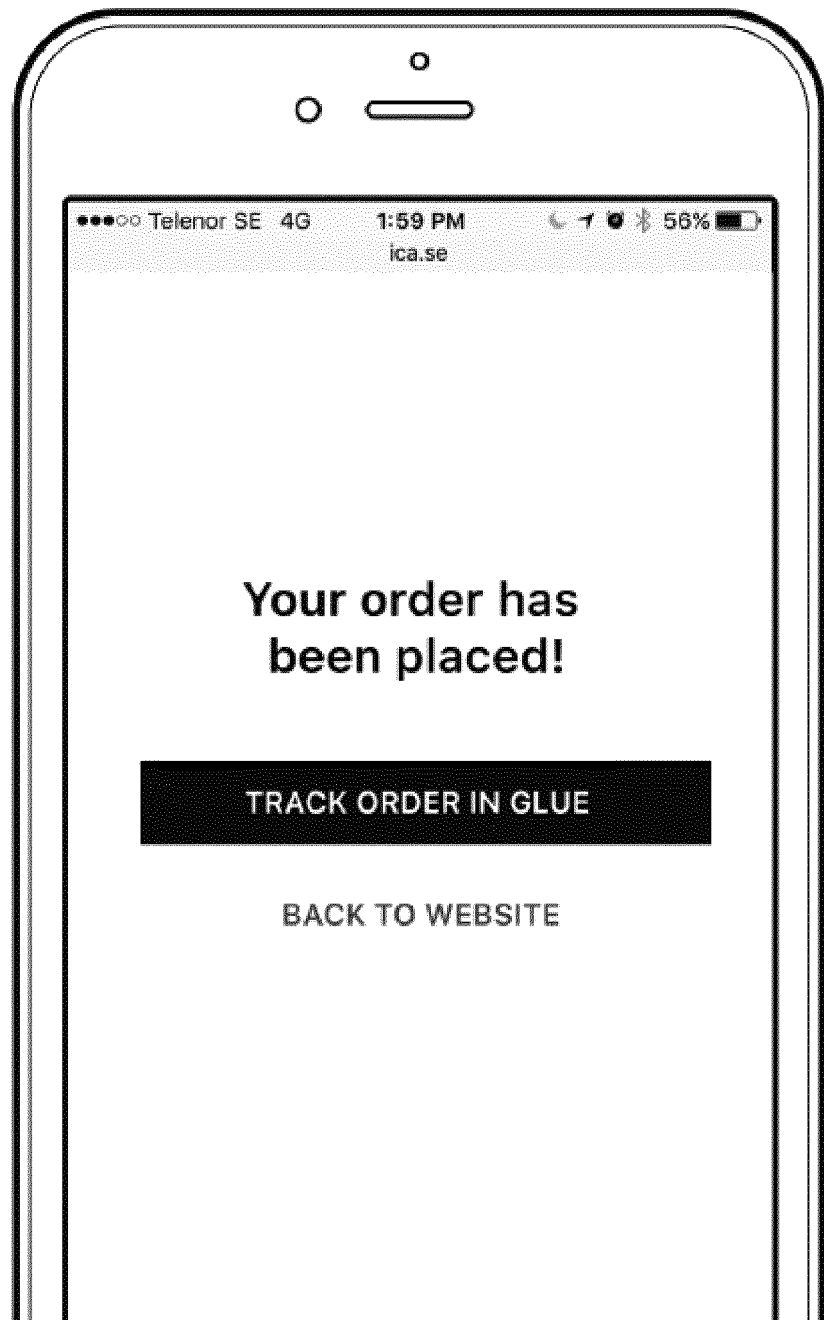 Telenor SE 4G 1:59 PM 56%
ica.se
Your order has
been placed!
TRACK ORDER IN GLUE
BACK TO WEBSITE